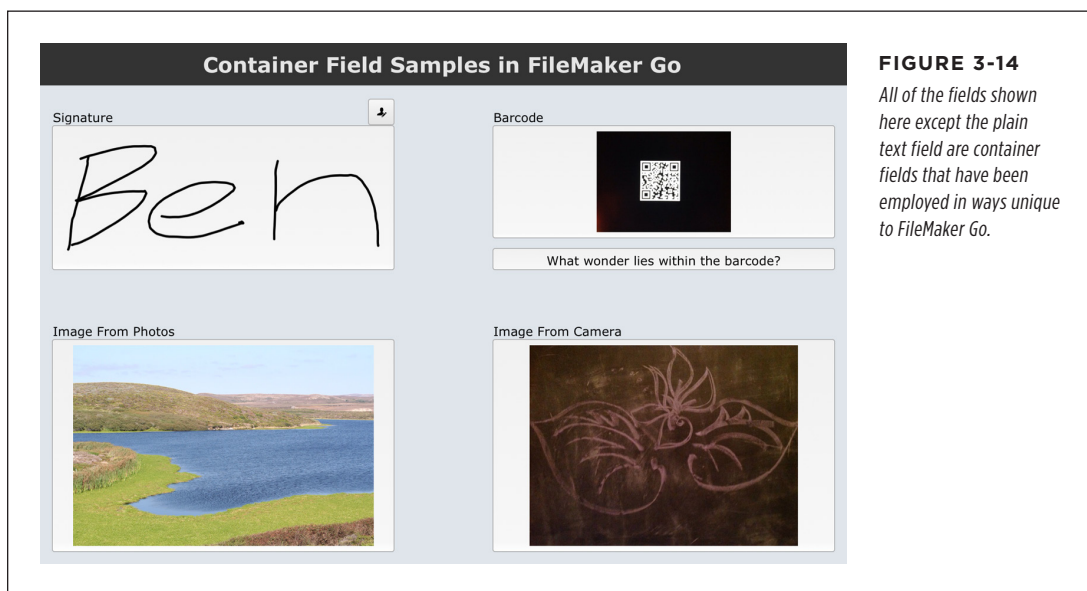 Container Field Samples in FileMaker Go
Signature
Ben
Barcode
What wonder lies within the barcode?
Image From Photos
Image From Camera
FIGURE 3-14
All of the fields shown
here except the plain
text field are container
fields that have been
employed in ways unique
to FileMaker Go.